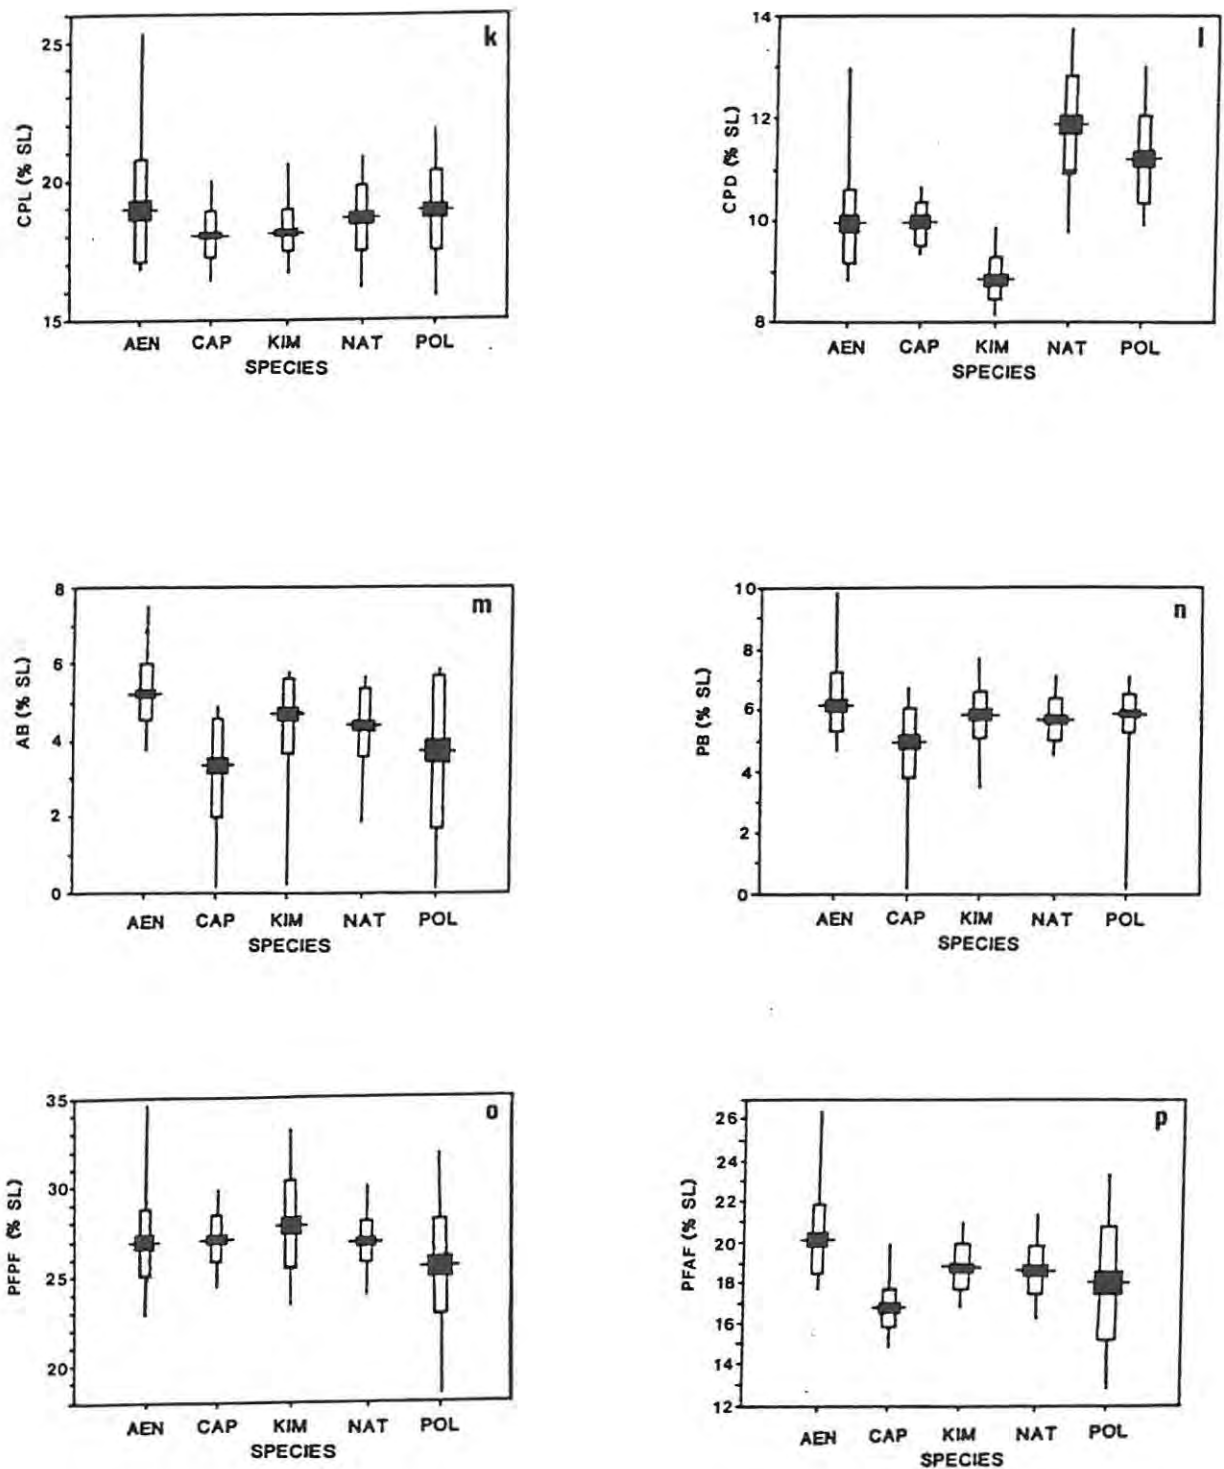 k
25
20
15
CPL (% SL)
AEN CAP KIM NAT POL
SPECIES
l
14
12
10
8
CPD (% SL)
AEN CAP KIM NAT POL
SPECIES
m
8
6
4
2
0
AB (% SL)
AEN CAP KIM NAT POL
SPECIES
n
10
8
6
4
2
0
PB (% SL)
AEN CAP KIM NAT POL
SPECIES
o
35
30
25
20
PFPF (% SL)
AEN CAP KIM NAT POL
SPECIES
p
26
24
22
20
18
16
14
12
PFAF (% SL)
AEN CAP KIM NAT POL
SPECIES